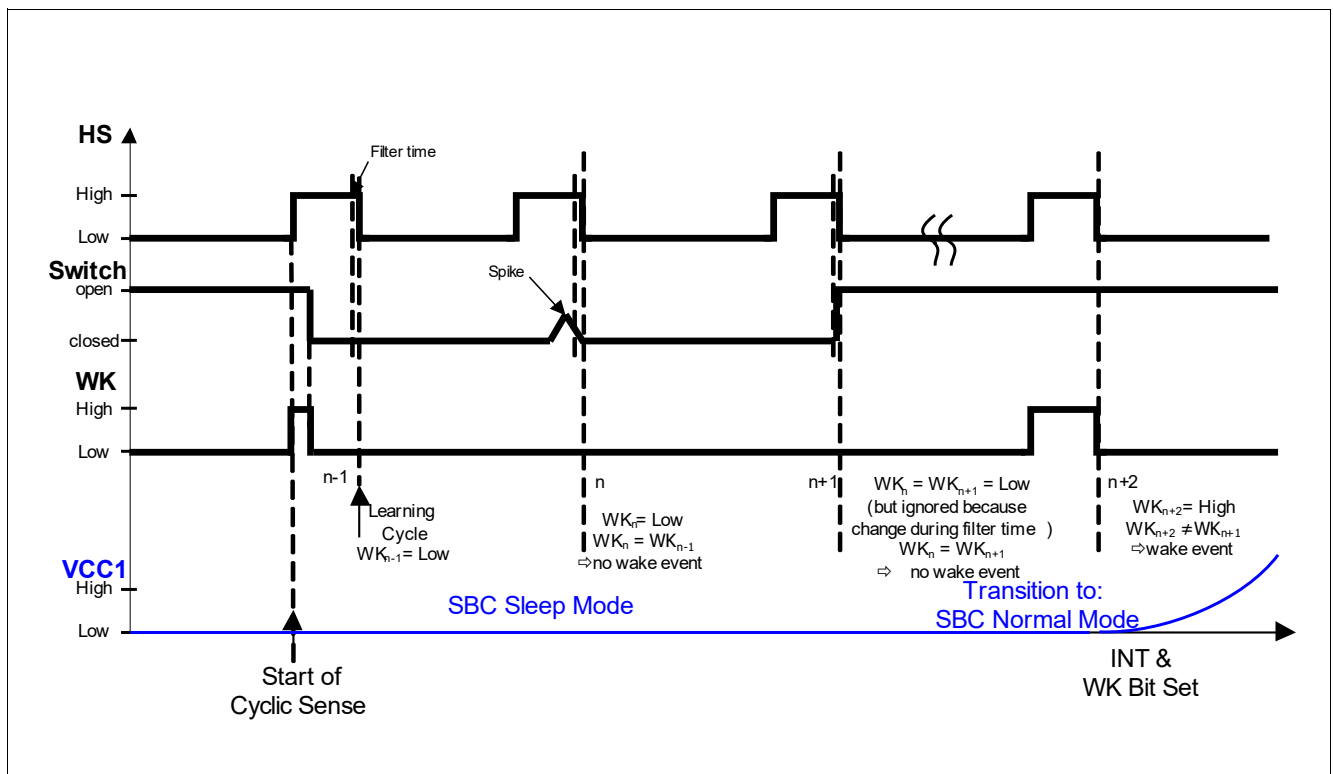 HS
Filter time
High
Low
Switch
open
Spike
closed
WK
High
Low
n-1
Learning
Cycle
WKn-1= Low
n
WKn= Low
WKn = WKn-1
⇨no wake event
n+1
WKn = WKn+1 = Low
(but ignored because
change during filter time )
WKn = WKn+1
⇨ no wake event
n+2
WKn+2= High
WKn+2 ≠WKn+1
⇨wake event
VCC1
High
Low
SBC Sleep Mode
Transition to:
SBC Normal Mode
Start of
Cyclic Sense
INT &
WK Bit Set